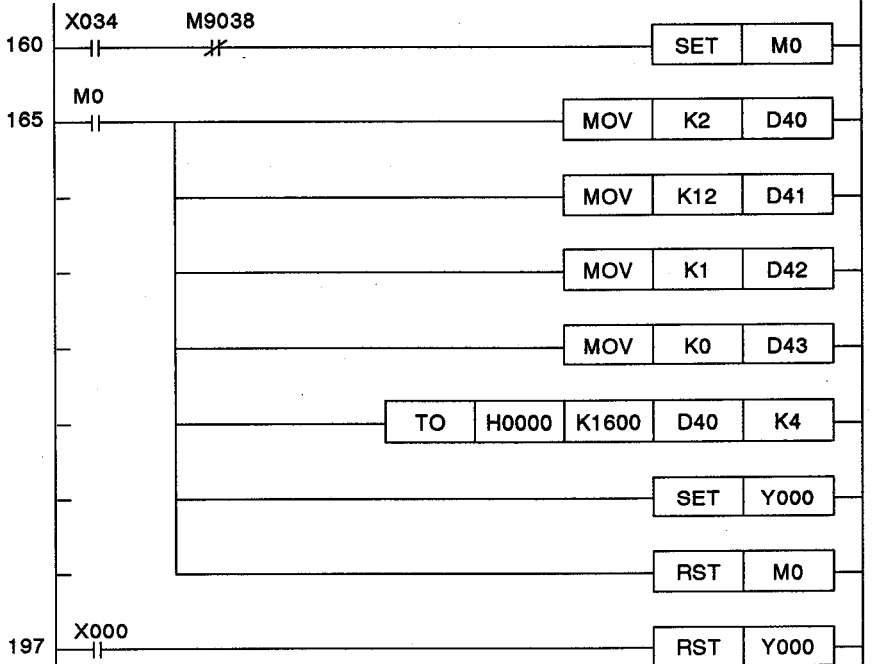 X034 M9038
160 SET M0
M0
165 MOV K2 D40
MOV K12 D41
MOV K1 D42
MOV K0 D43
TO H0000 K1600 D40 K4
SET Y000
RST M0
X000
197 RST Y000